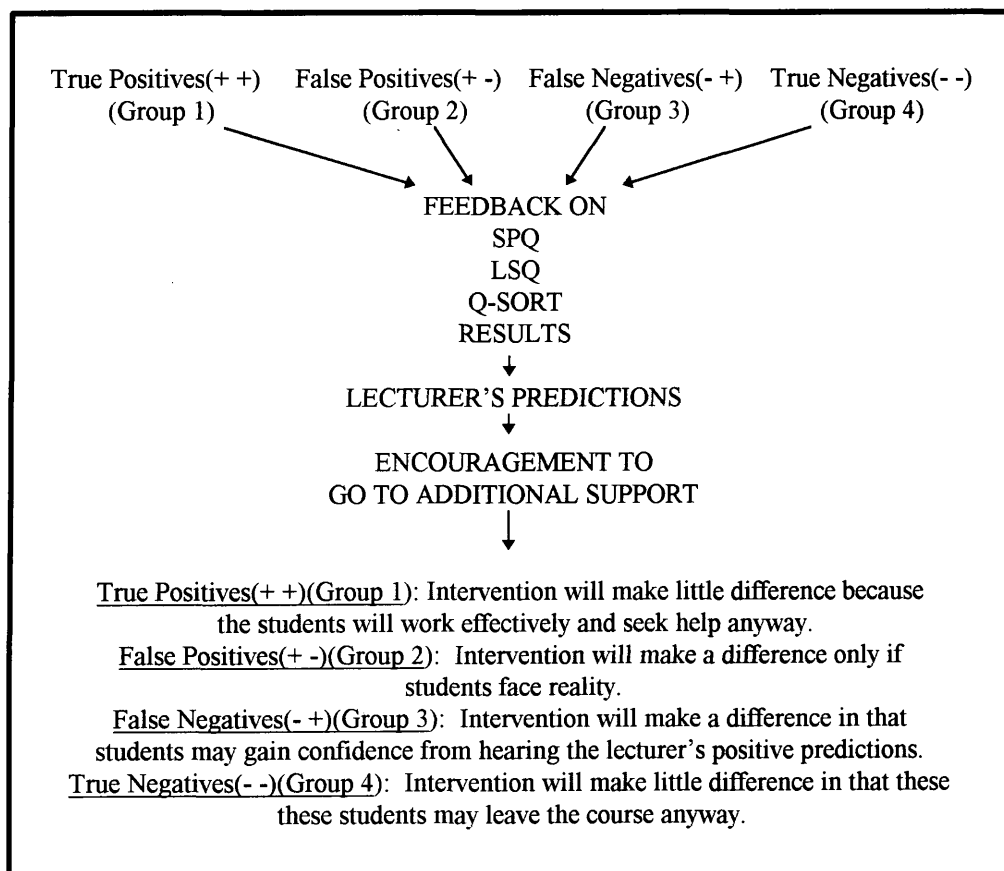 True Positives(+ +) False Positives(+ -) False Negatives(- +) True Negatives(- -)
(Group 1) (Group 2) (Group 3) (Group 4)
FEEDBACK ON
SPQ
LSQ
Q-SORT
RESULTS
LECTURER'S PREDICTIONS
ENCOURAGEMENT TO
GO TO ADDITIONAL SUPPORT
True Positives(+ +)(Group 1): Intervention will make little difference because
the students will work effectively and seek help anyway.
False Positives(+ -)(Group 2): Intervention will make a difference only if
students face reality.
False Negatives(- +)(Group 3): Intervention will make a difference in that
students may gain confidence from hearing the lecturer's positive predictions.
True Negatives(- -)(Group 4): Intervention will make little difference in that these
these students may leave the course anyway.